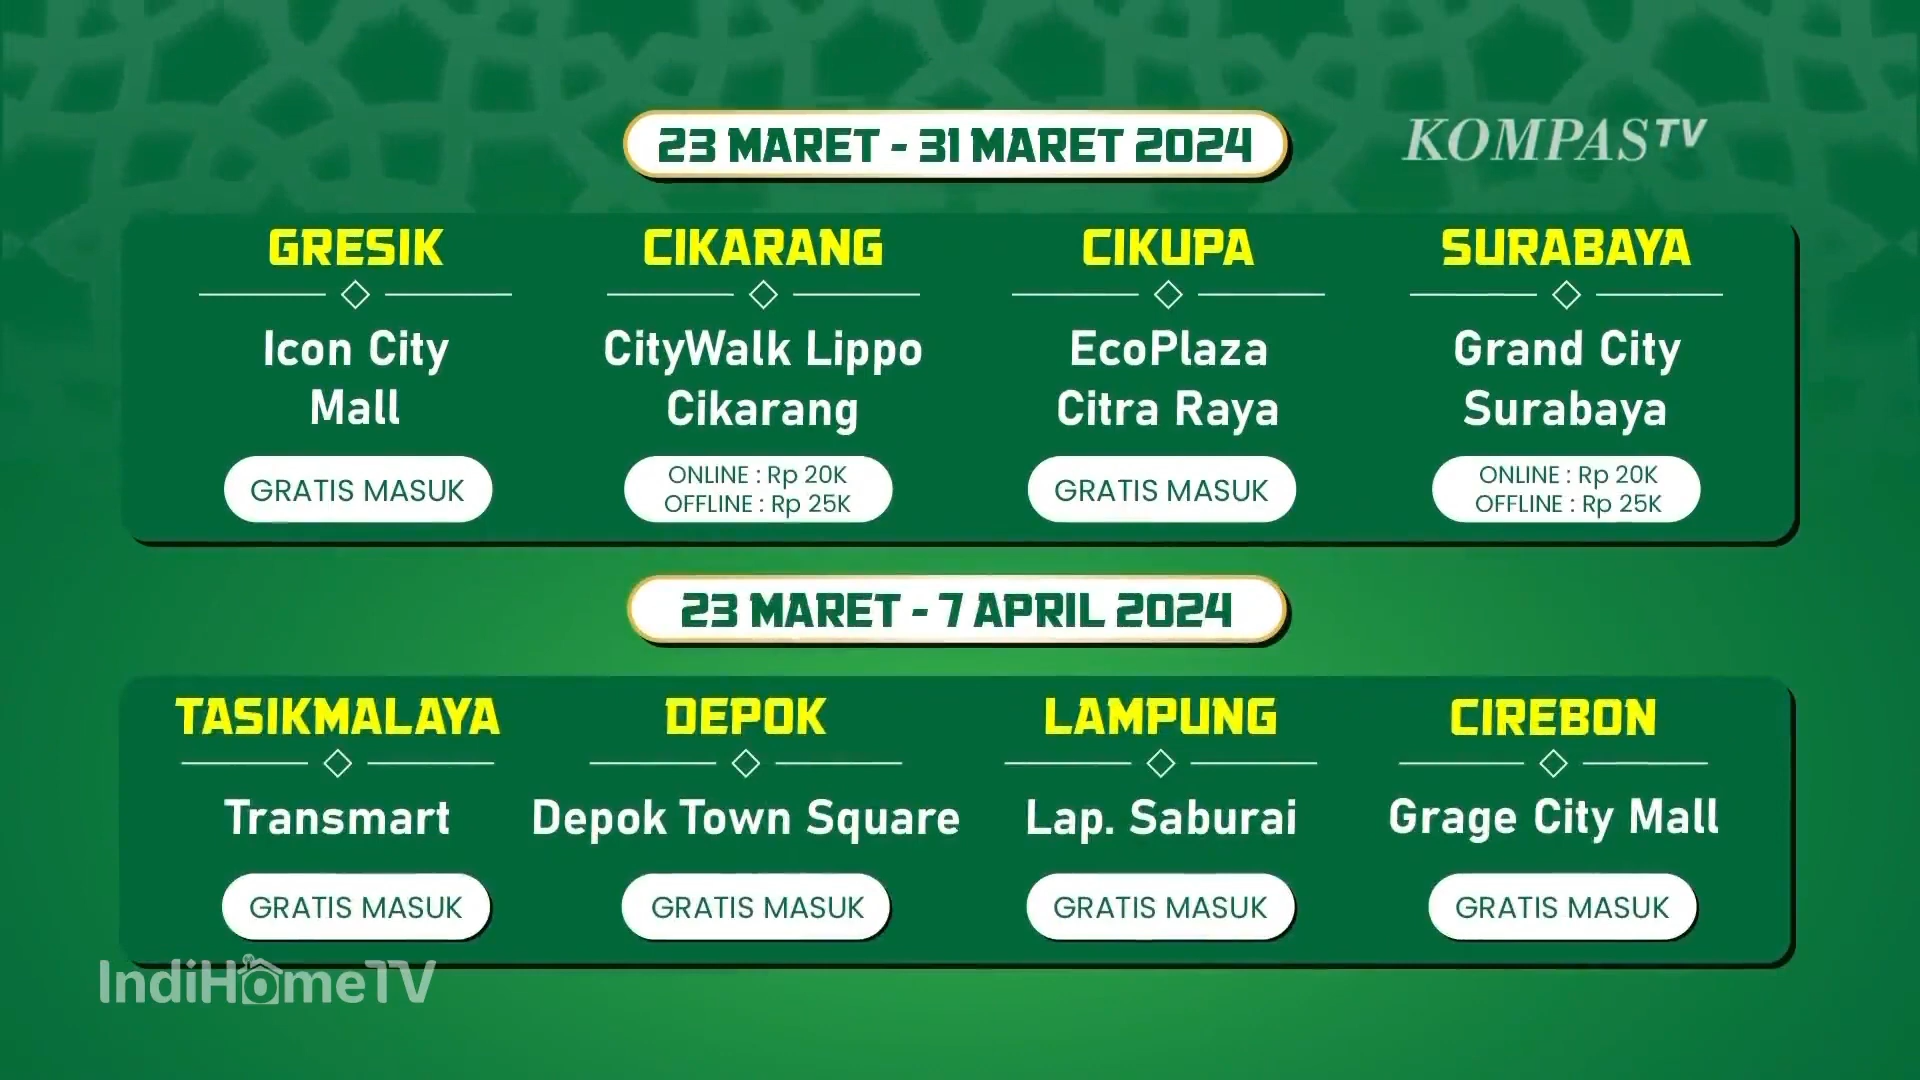 23 MARET - 31 MARET 2024
KOMPASTV
GRESIK
Icon City
Mall
GRATIS MASUK
CIKARANG
CityWalk Lippo
Cikarang
ONLINE : Rp 20K
OFFLINE : Rp 25K
CIKUPA
EcoPlaza
Citra Raya
GRATIS MASUK
SURABAYA
Grand City
Surabaya
ONLINE : Rp 20K
OFFLINE : Rp 25K
23 MARET - 7 APRIL 2024
TASIKMALAYA
Transmart
GRATIS MASUK
DEPOK
Depok Town Square
GRATIS MASUK
LAMPUNG
Lap. Saburai
GRATIS MASUK
CIREBON
Grage City Mall
GRATIS MASUK
IndiHomeTV